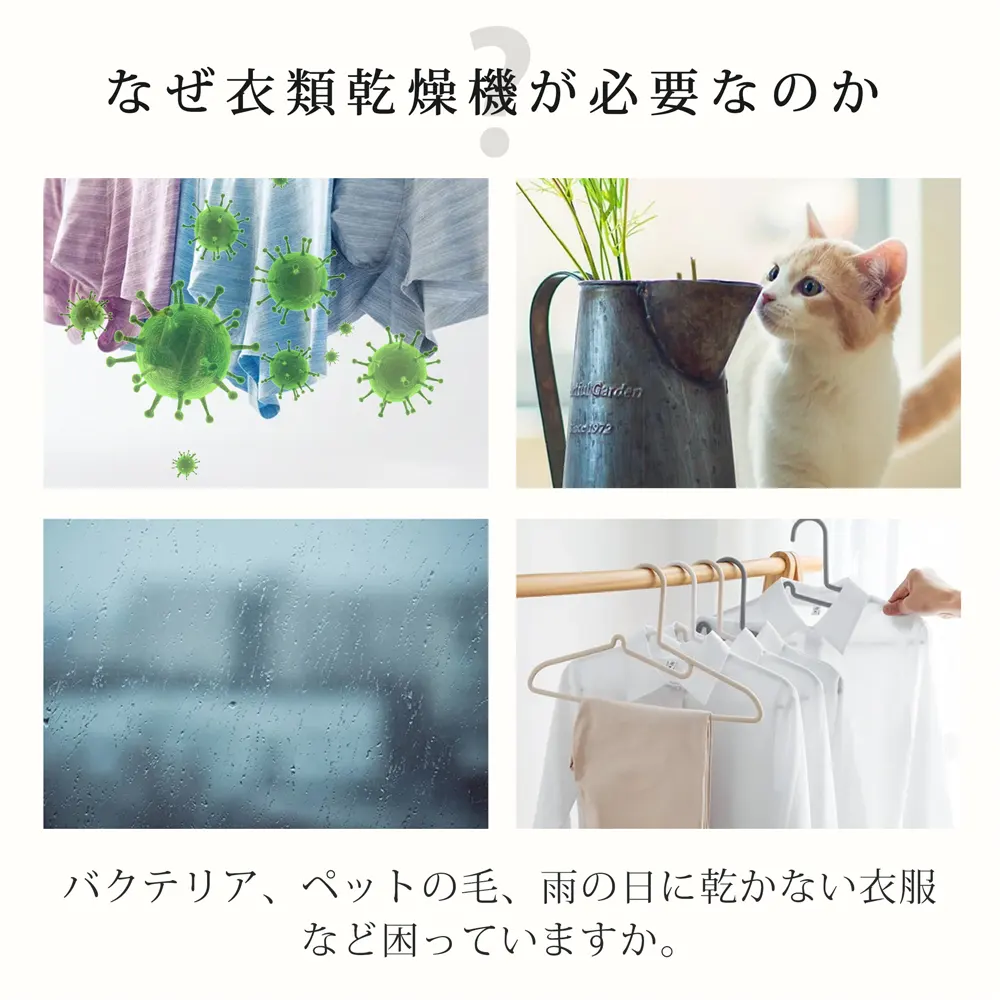 なぜ衣類乾燥機が必要なのか
?
Garden
1972
バクテリア、ペットの毛、雨の日に乾かない衣服
など困っていますか。